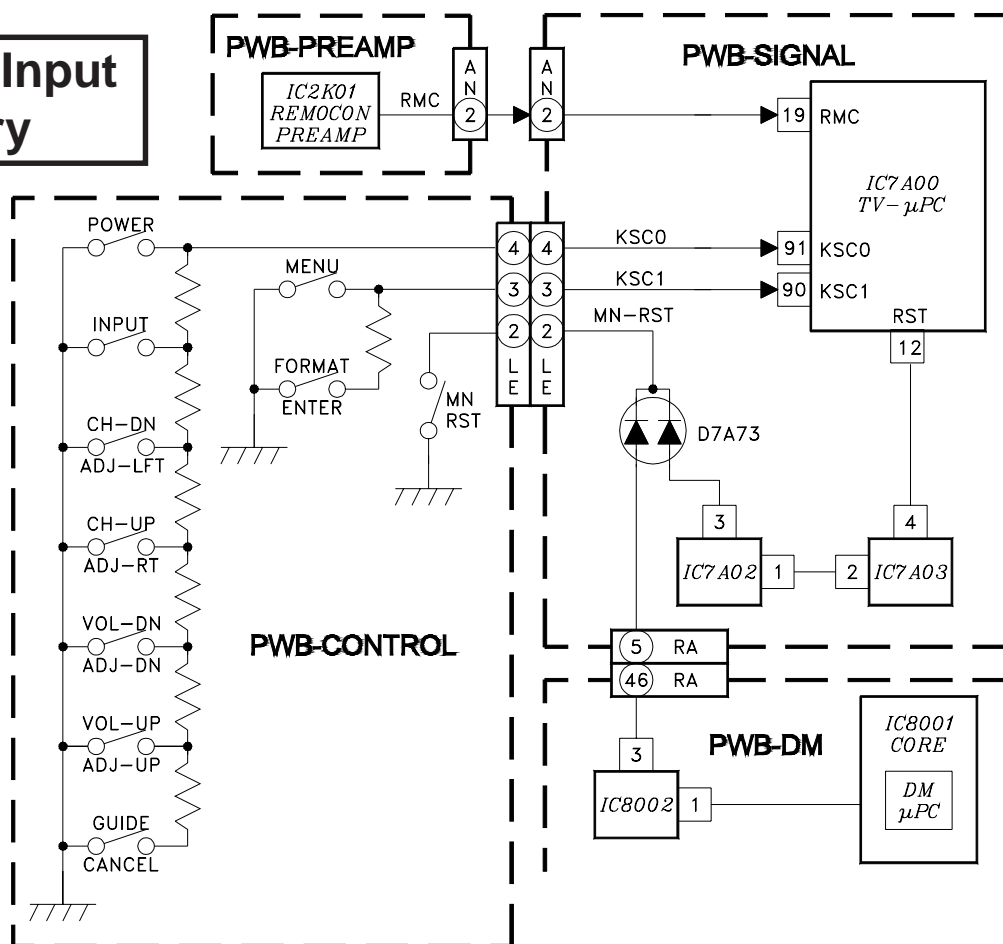 Input
ry
PWB-PREAMP
IC2K01
REMOCON
PREAMP
RMC
A
N
2
A
N
2
PWB-SIGNAL
19
RMC
IC7A00
TV-µPC
91
KSC0
90
KSC1
RST
12
KSC0
KSC1
MN-RST
4
3
2
L
E
4
3
2
L
E
POWER
INPUT
CH-DN
ADJ-LFT
CH-UP
ADJ-RT
VOL-DN
ADJ-DN
VOL-UP
ADJ-UP
GUIDE
CANCEL
MENU
FORMAT
ENTER
MN
RST
PWB-CONTROL
D7A73
3
IC7A02
1
4
2
IC7A03
5 RA
46 RA
PWB-DM
3
IC8002
1
IC8001
CORE
DM
µPC